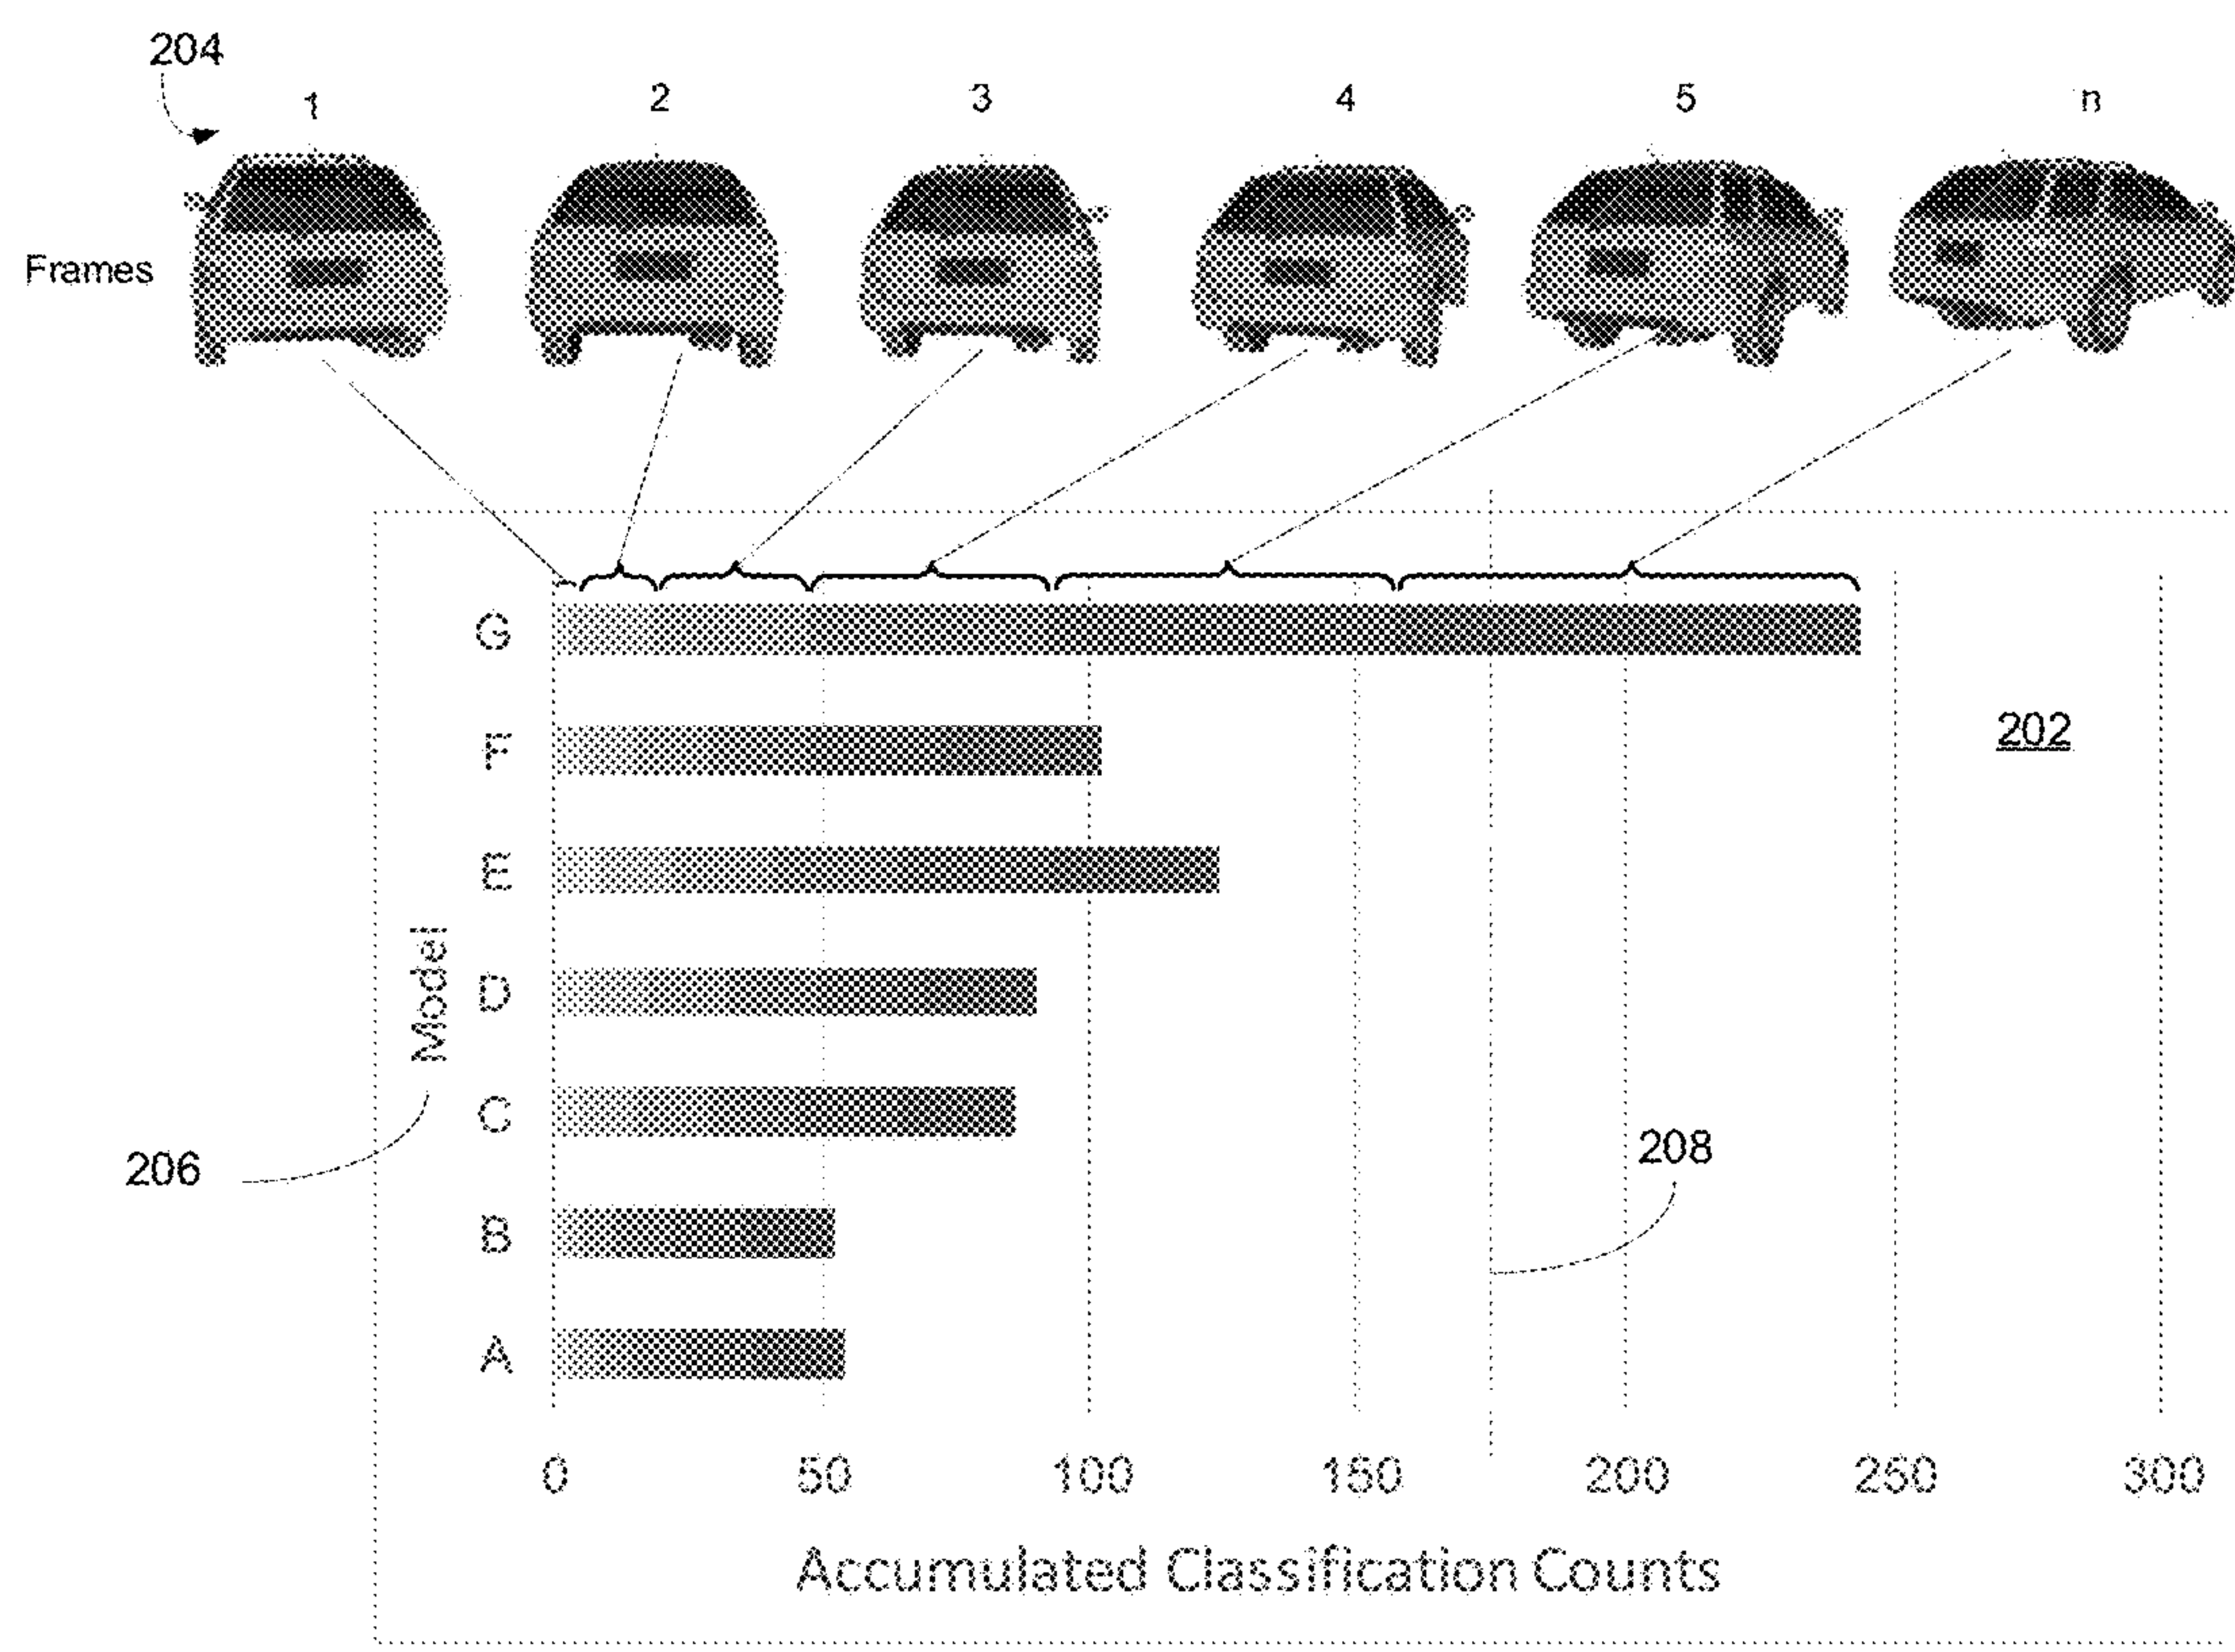 204
1 2 3 4 5 n
Frames
G
F
202
E
Model
D
C
206
208
B
A
0 50 100 150 200 250 300
Accumulated Classification Counts